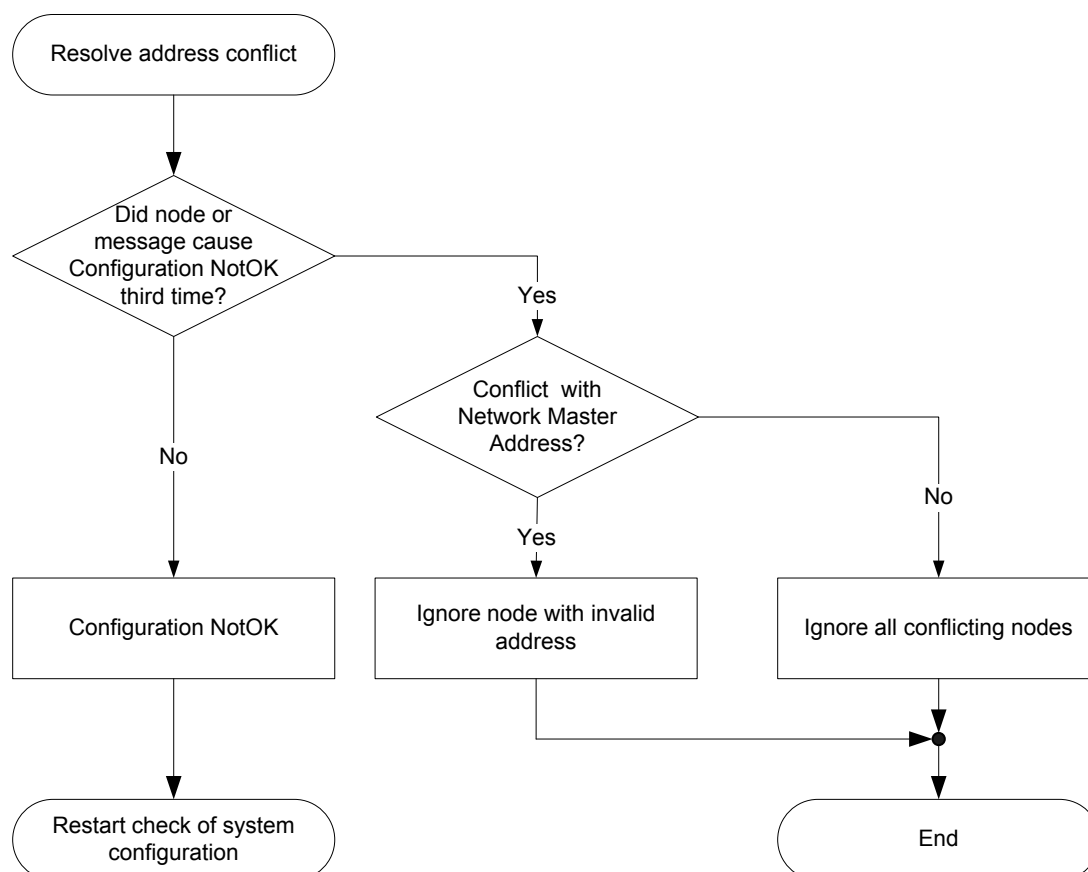 Resolve address conflict
Did node or
message cause
Configuration NotOK
third time?
Yes
Conflict with
Network Master
Address?
No
No
Yes
Configuration NotOK
Ignore node with invalid
address
Ignore all conflicting nodes
Restart check of system
configuration
End